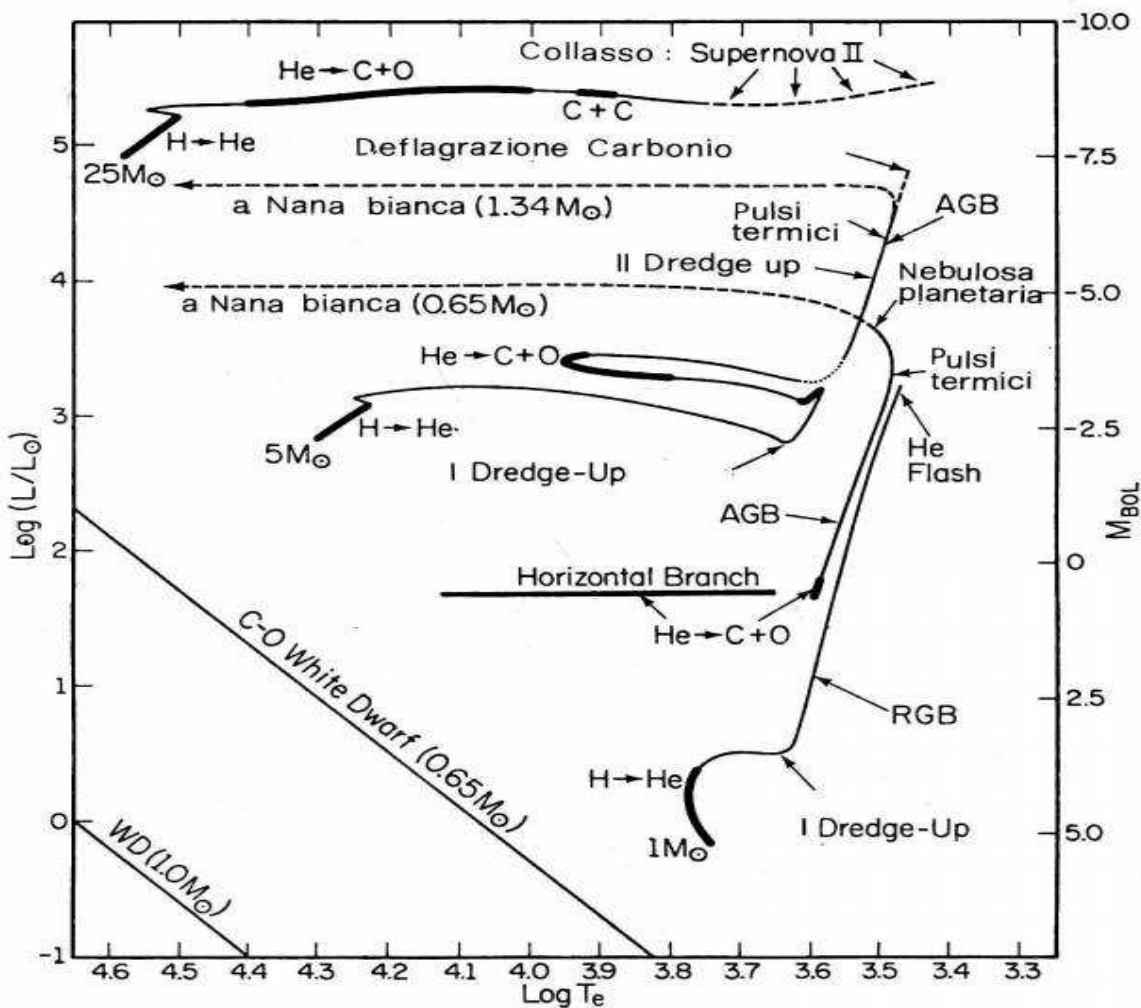 -10.0
Collasso : Supernova II
He→C+O
C + C
H→He
5
Deflagrazione Carbonio
25M⊙
-7.5
a Nana bianca (1.34 M⊙)
AGB
Pulsi
termici
II Dredge up
Nebulosa
planetaria
4
-5.0
a Nana bianca (0.65M⊙)
He→C+O
Pulsi
termici
3
H→He
-2.5
5M⊙
He
Flash
I Dredge-Up
AGB
Log (L/L⊙)
M BOL
2
0
Horizontal Branch
He→C+O
C-O White Dwarf (0.65M⊙)
1
2.5
RGB
H→He
I Dredge-Up
0
5.0
1M⊙
WD (1.0M⊙)
-1
4.6 4.5 4.4 4.3 4.2 4.1 4.0 3.9 3.8 3.7 3.6 3.5 3.4 3.3
Log Te